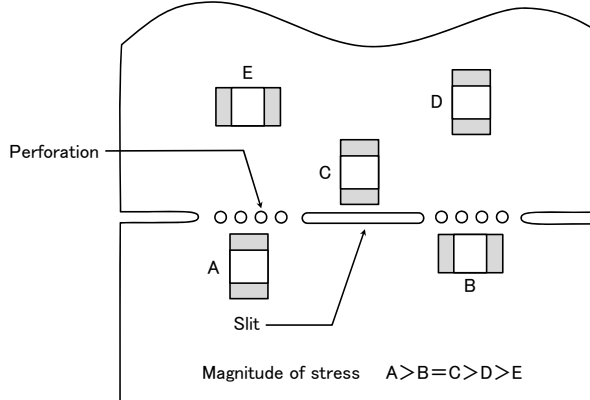 E
D
Perforation
C
A
B
Slit
Magnitude of stress A＞B＝C＞D＞E